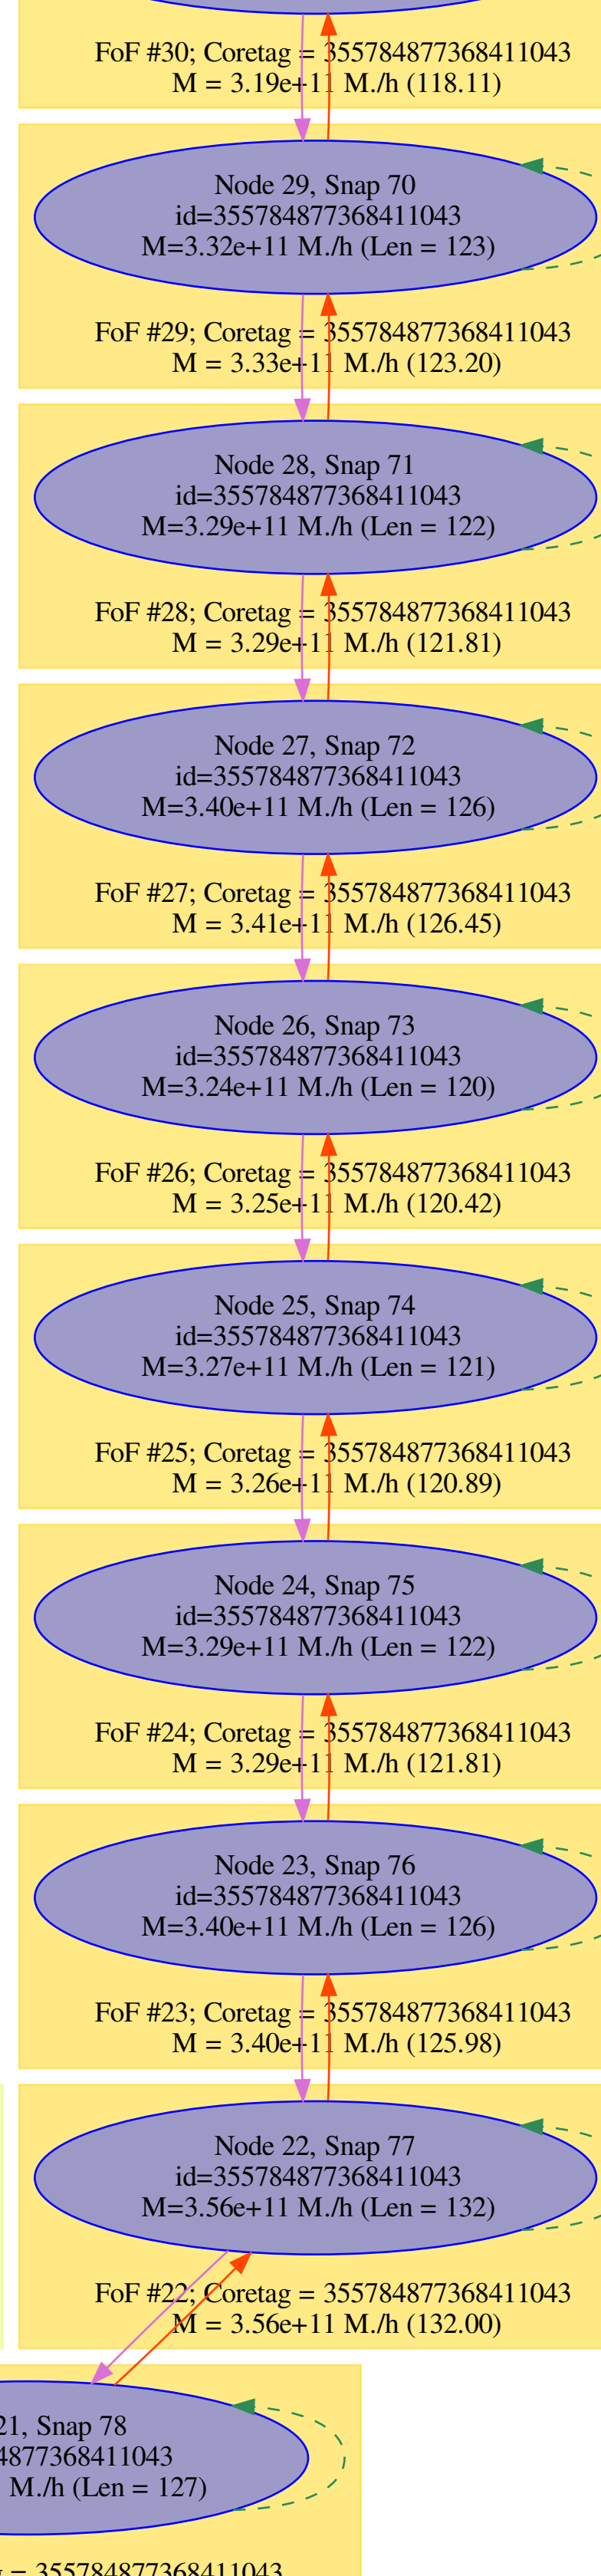 FoF #30; Coretag = 355784877368411043
M = 3.19e+11 M./h (118.11)
Node 29, Snap 70
id=355784877368411043
M=3.32e+11 M./h (Len = 123)
FoF #29; Coretag = 355784877368411043
M = 3.33e+11 M./h (123.20)
Node 28, Snap 71
id=355784877368411043
M=3.29e+11 M./h (Len = 122)
FoF #28; Coretag = 355784877368411043
M = 3.29e+11 M./h (121.81)
Node 27, Snap 72
id=355784877368411043
M=3.40e+11 M./h (Len = 126)
FoF #27; Coretag = 355784877368411043
M = 3.41e+11 M./h (126.45)
Node 26, Snap 73
id=355784877368411043
M=3.24e+11 M./h (Len = 120)
FoF #26; Coretag = 355784877368411043
M = 3.25e+11 M./h (120.42)
Node 25, Snap 74
id=355784877368411043
M=3.27e+11 M./h (Len = 121)
FoF #25; Coretag = 355784877368411043
M = 3.26e+11 M./h (120.89)
Node 24, Snap 75
id=355784877368411043
M=3.29e+11 M./h (Len = 122)
FoF #24; Coretag = 355784877368411043
M = 3.29e+11 M./h (121.81)
Node 23, Snap 76
id=355784877368411043
M=3.40e+11 M./h (Len = 126)
FoF #23; Coretag = 355784877368411043
M = 3.40e+11 M./h (125.98)
Node 22, Snap 77
id=355784877368411043
M=3.56e+11 M./h (Len = 132)
FoF #22; Coretag = 355784877368411043
M = 3.56e+11 M./h (132.00)
21, Snap 78
4877368411043
M./h (Len = 127)
= 355784877368411043